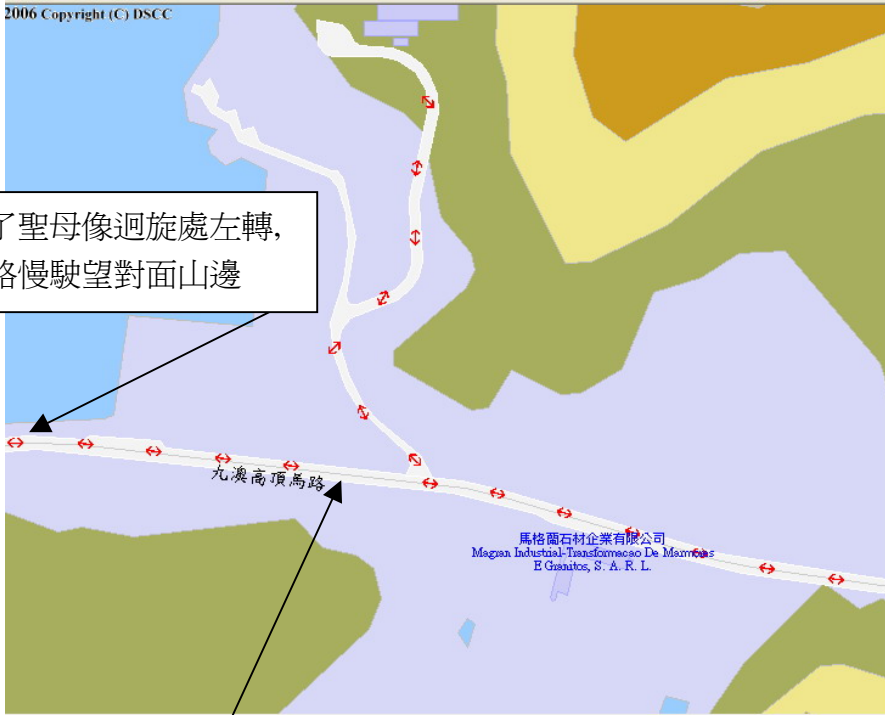 2006 Copyright (C) DSCC
了聖母像迴旋處左轉,
慢駛望對面山邊
九澳高頂馬路
馬格蘭石材企業有限公司
Magran Industrial-Transformacao De Marmores
E Granitos, S. A. R. L.